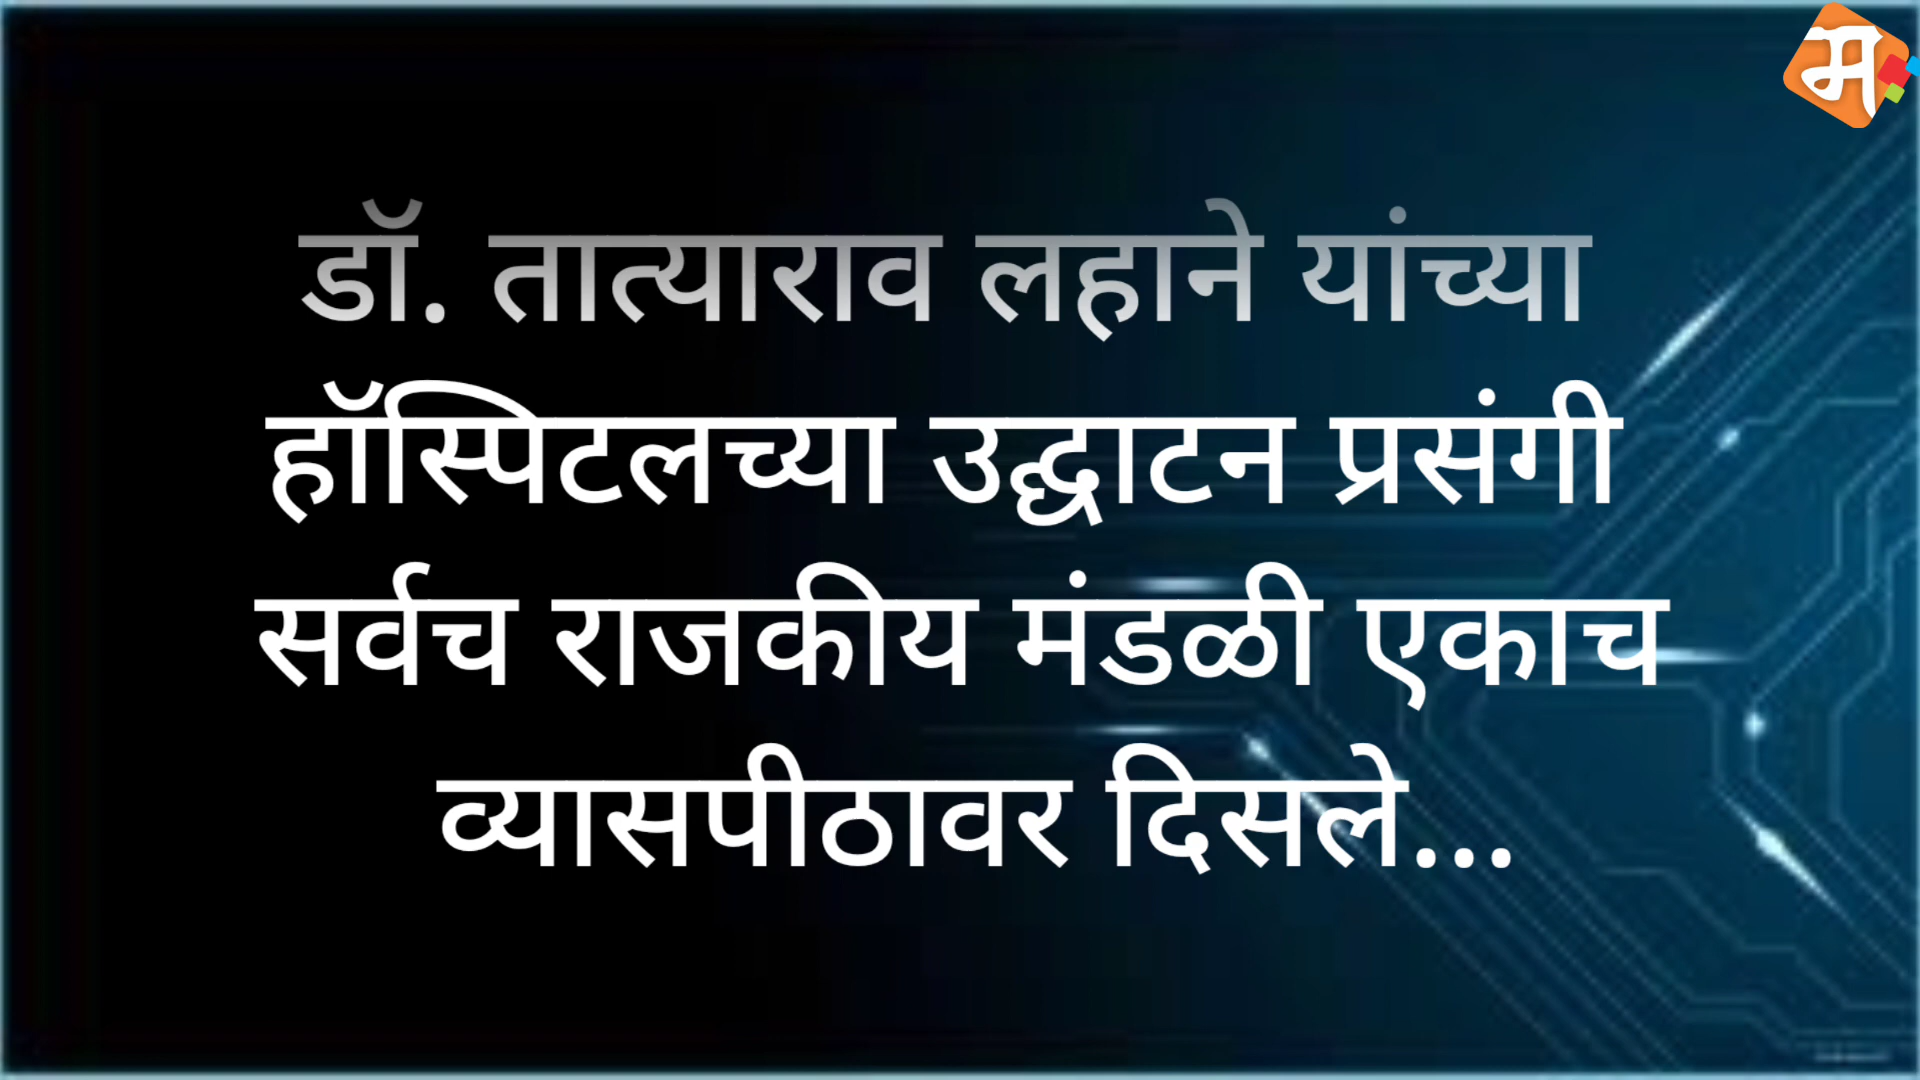 म
डॉ. तात्याराव लहाने यांच्या
हॉस्पिटलच्या उद्घाटन प्रसंगी
सर्वच राजकीय मंडळी एकाच
व्यासपीठावर दिसले...